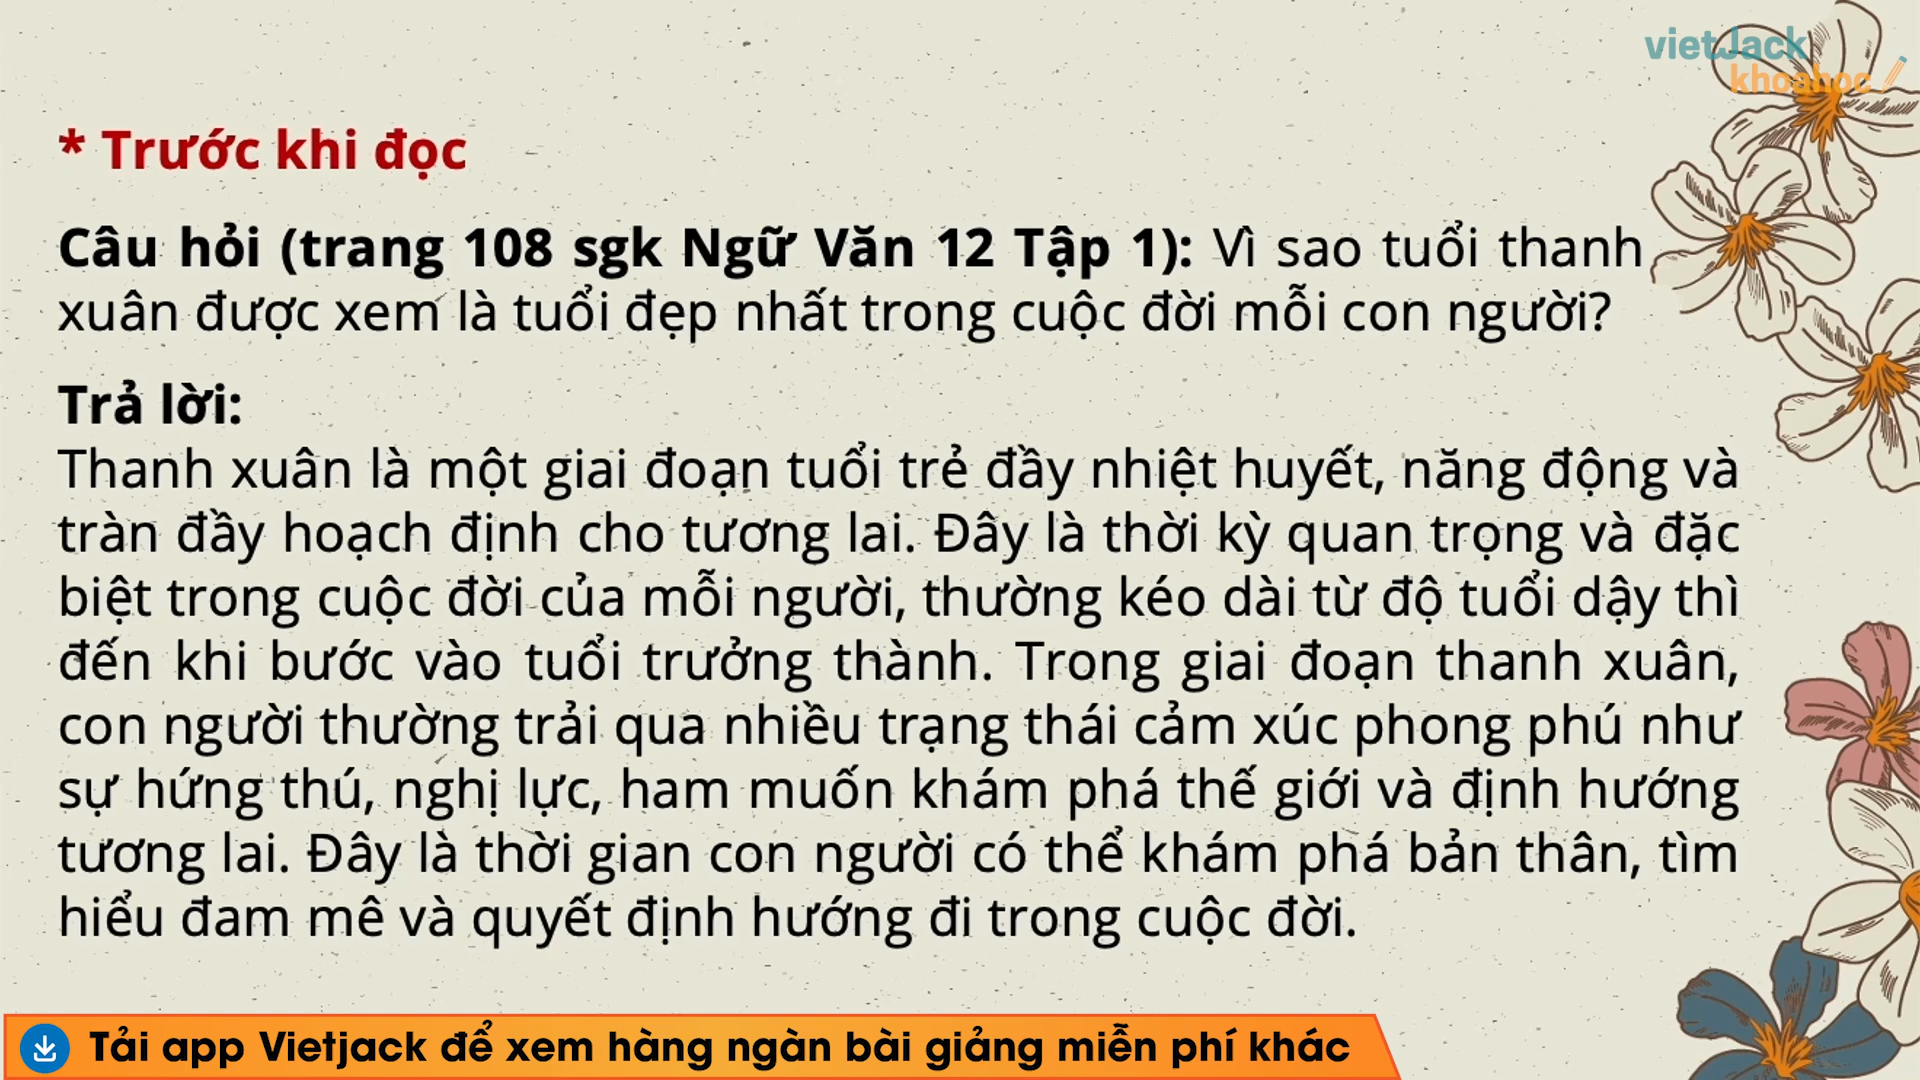 vietJack
khoahoc
* Trước khi đọc
Câu hỏi (trang 108 sgk Ngữ Văn 12 Tập 1): Vì sao tuổi thanh
xuân được xem là tuổi đẹp nhất trong cuộc đời mỗi con người?
Trả lời:
Thanh xuân là một giai đoạn tuổi trẻ đầy nhiệt huyết, năng động và
tràn đầy hoạch định cho tương lai. Đây là thời kỳ quan trọng và đặc
biệt trong cuộc đời của mỗi người, thường kéo dài từ độ tuổi dậy thì
đến khi bước vào tuổi trưởng thành. Trong giai đoạn thanh xuân,
con người thường trải qua nhiều trạng thái cảm xúc phong phú như
sự hứng thú, nghị lực, ham muốn khám phá thế giới và định hướng
tương lai. Đây là thời gian con người có thể khám phá bản thân, tìm
hiểu đam mê và quyết định hướng đi trong cuộc đời.
Tải app Vietjack để xem hàng ngàn bài giảng miễn phí khác